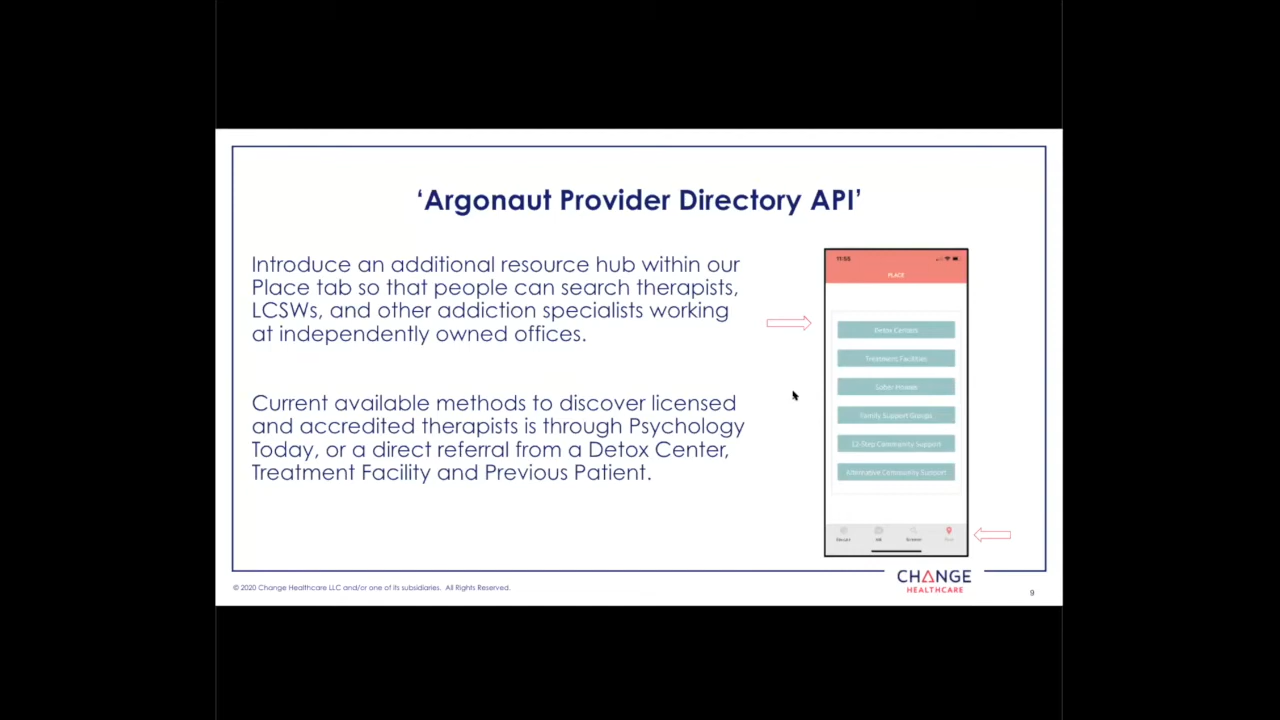 ‘Argonaut Provider Directory API’
Introduce an additional resource hub within our
Place tab so that people can search therapists,
LCSWs, and other addiction specialists working
at independently owned offices.
Current available methods to discover licensed
and accredited therapists is through Psychology
Today, or a direct referral from a Detox Center,
Treatment Facility and Previous Patient.
11:55
PLACE
Detox Centers
Treatment Facilities
Sober Houses
Family Support Groups
12-Step Community Support
Alternative Community Support
Place
CHANGE
HEALTHCARE
© 2020 Change Healthcare LLC and/or one of its subsidiaries. All Rights Reserved.
9